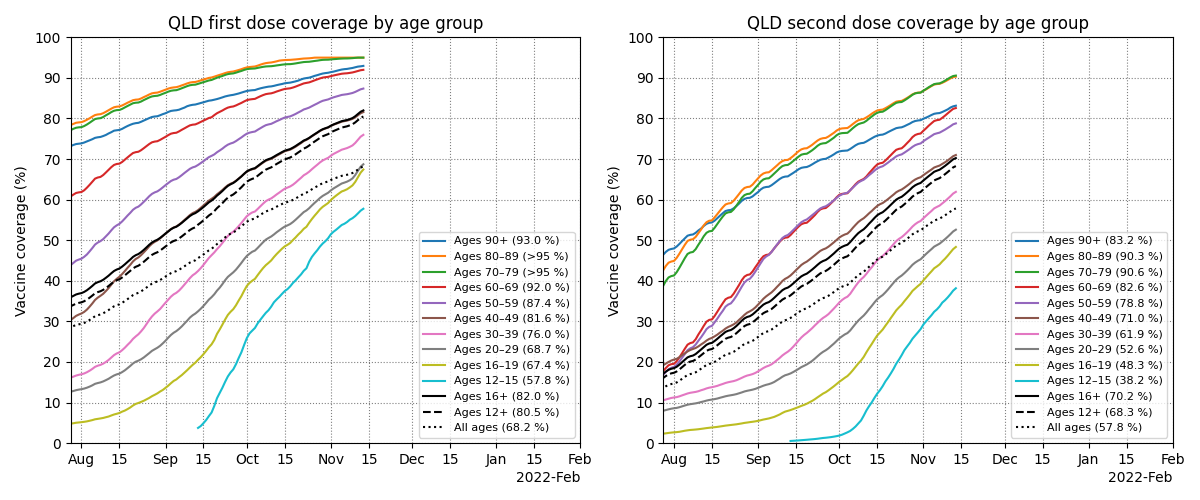 QLD first dose coverage by age group
Vaccine coverage (%)
100
90
80
70
60
50
40
30
20
10
0
Aug 15 Sep 15 Oct 15 Nov 15 Dec 15 Jan 15 Feb
2022-Feb
Ages 90+ (93.0 %)
Ages 80–89 (>95 %)
Ages 70–79 (>95 %)
Ages 60–69 (92.0 %)
Ages 50–59 (87.4 %)
Ages 40–49 (81.6 %)
Ages 30–39 (76.0 %)
Ages 20–29 (68.7 %)
Ages 16–19 (67.4 %)
Ages 12–15 (57.8 %)
Ages 16+ (82.0 %)
Ages 12+ (80.5 %)
All ages (68.2 %)
QLD second dose coverage by age group
Vaccine coverage (%)
100
90
80
70
60
50
40
30
20
10
0
Aug 15 Sep 15 Oct 15 Nov 15 Dec 15 Jan 15 Feb
2022-Feb
Ages 90+ (83.2 %)
Ages 80–89 (90.3 %)
Ages 70–79 (90.6 %)
Ages 60–69 (82.6 %)
Ages 50–59 (78.8 %)
Ages 40–49 (71.0 %)
Ages 30–39 (61.9 %)
Ages 20–29 (52.6 %)
Ages 16–19 (48.3 %)
Ages 12–15 (38.2 %)
Ages 16+ (70.2 %)
Ages 12+ (68.3 %)
All ages (57.8 %)